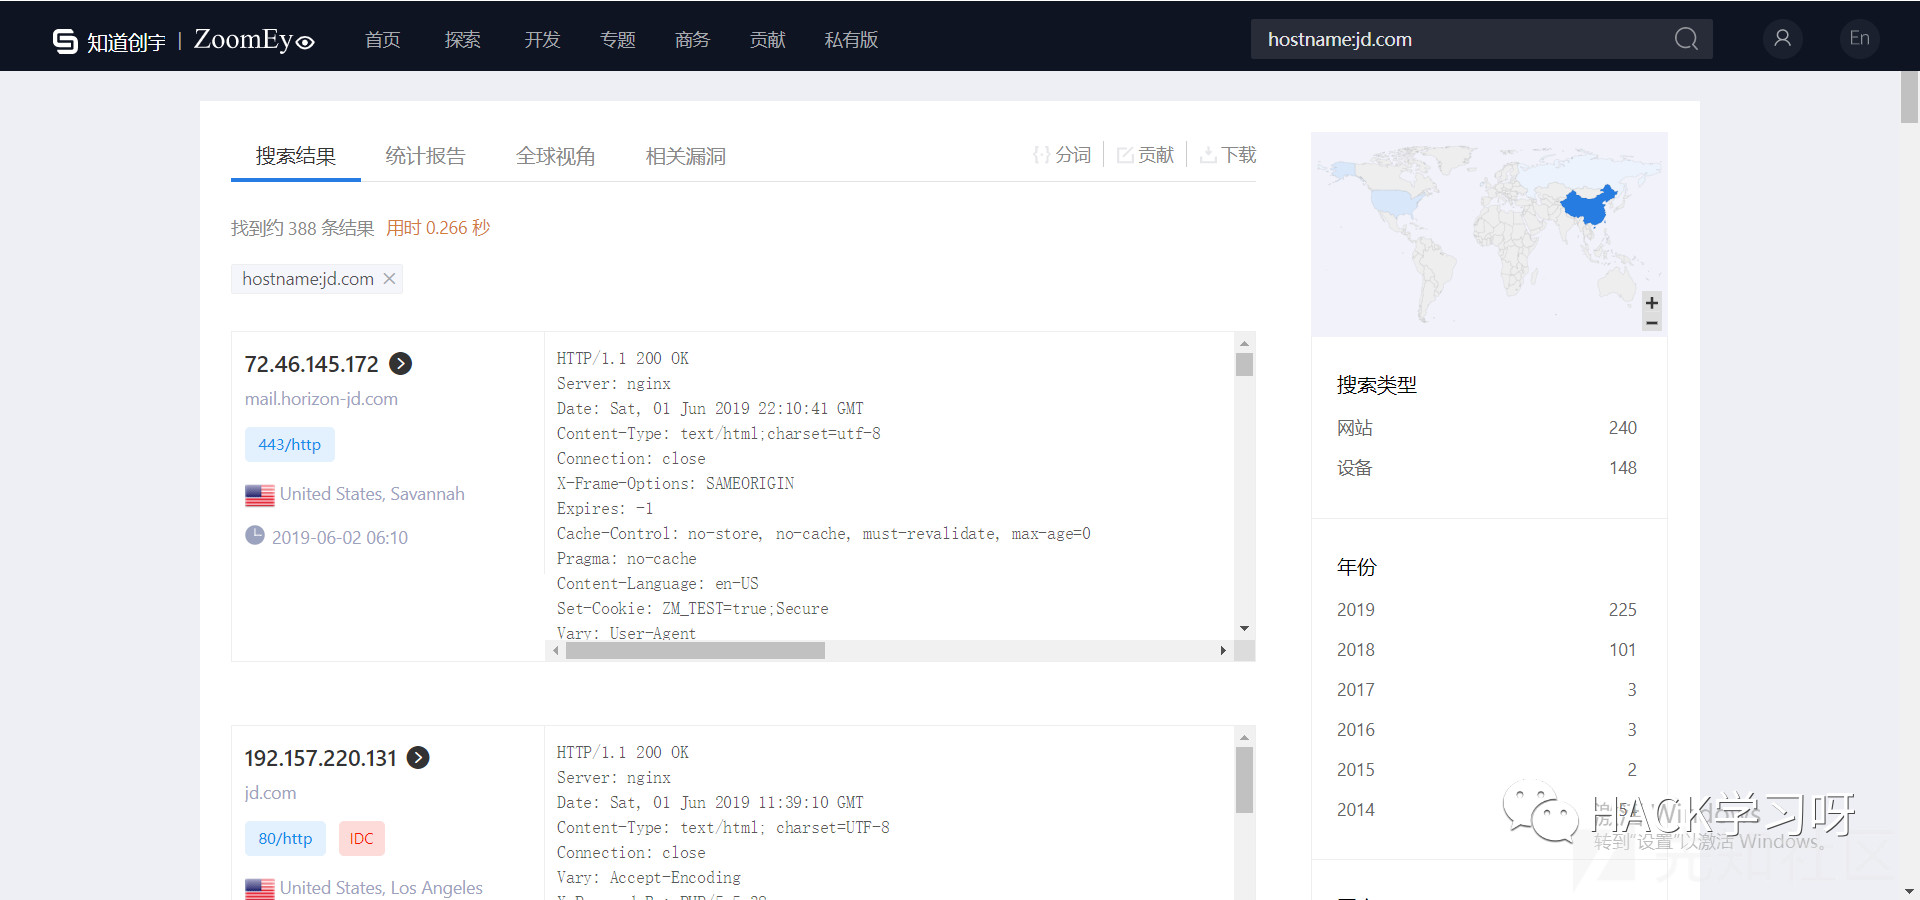 知道创宇 | ZoomEye
首页 探索 开发 专题 商务 贡献 私有版
hostname:jd.com
En
搜索结果 统计报告 全球视角 相关漏洞
分词 贡献 下载
找到约 388 条结果 用时 0.266 秒
hostname:jd.com
72.46.145.172
mail.horizon-jd.com
443/http
United States, Savannah
2019-06-02 06:10
HTTP/1.1 200 OK
Server: nginx
Date: Sat, 01 Jun 2019 22:10:41 GMT
Content-Type: text/html;charset=utf-8
Connection: close
X-Frame-Options: SAMEORIGIN
Expires: -1
Cache-Control: no-store, no-cache, must-revalidate, max-age=0
Pragma: no-cache
Content-Language: en-US
Set-Cookie: ZM_TEST=true;Secure
Vary: User-Agent
192.157.220.131
jd.com
80/http IDC
United States, Los Angeles
HTTP/1.1 200 OK
Server: nginx
Date: Sat, 01 Jun 2019 11:39:10 GMT
Content-Type: text/html; charset=UTF-8
Connection: close
Vary: Accept-Encoding
+
−
搜索类型
网站 240
设备 148
年份
2019 225
2018 101
2017 3
2016 3
2015 2
2014
HACK学习呀
激活 Windows
转到"设置"以激活 Windows。
先知社区